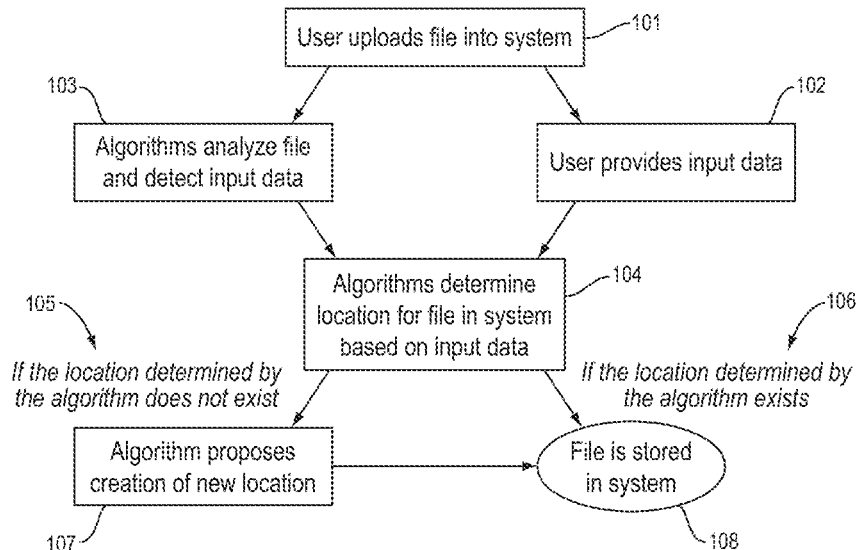 User uploads file into system
101
103
102
Algorithms analyze file
and detect input data
User provides input data
Algorithms determine
location for file in system
based on input data
104
105
106
If the location determined by
the algorithm does not exist
If the location determined by
the algorithm exists
Algorithm proposes
creation of new location
File is stored
in system
107
108